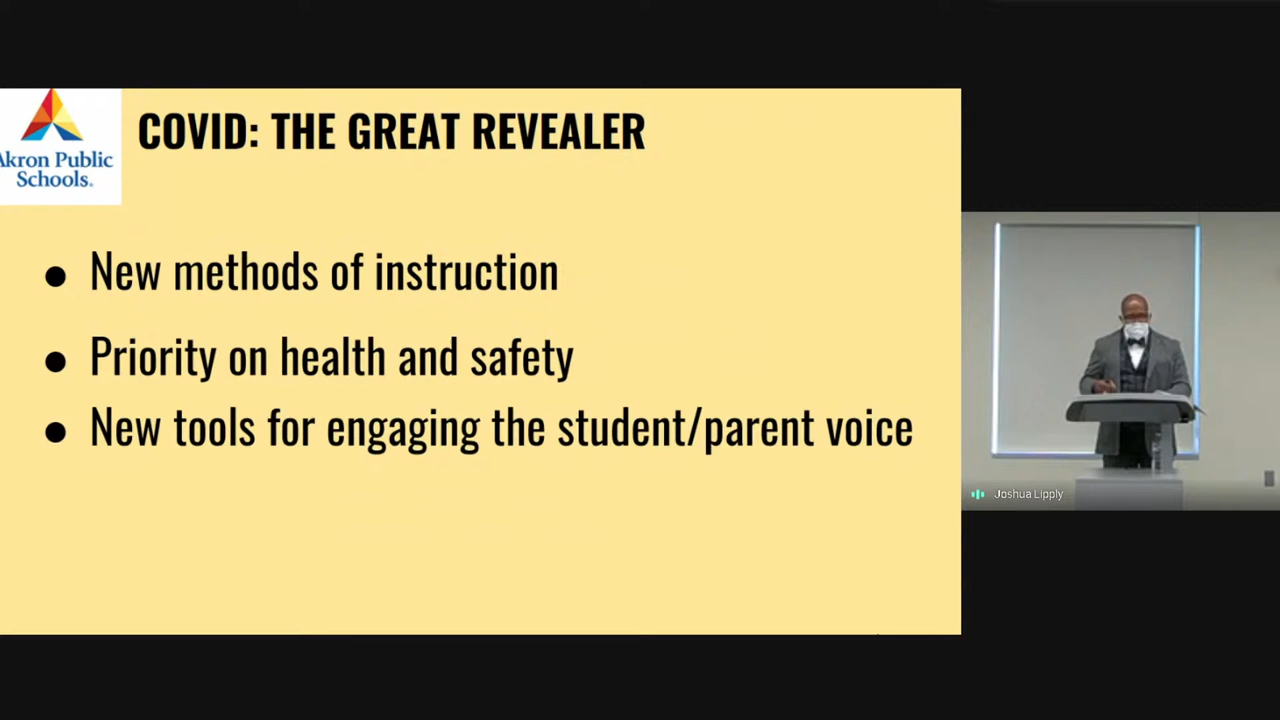 COVID: THE GREAT REVEALER
Akron Public
Schools.
● New methods of instruction
● Priority on health and safety
● New tools for engaging the student/parent voice
Joshua Lipply